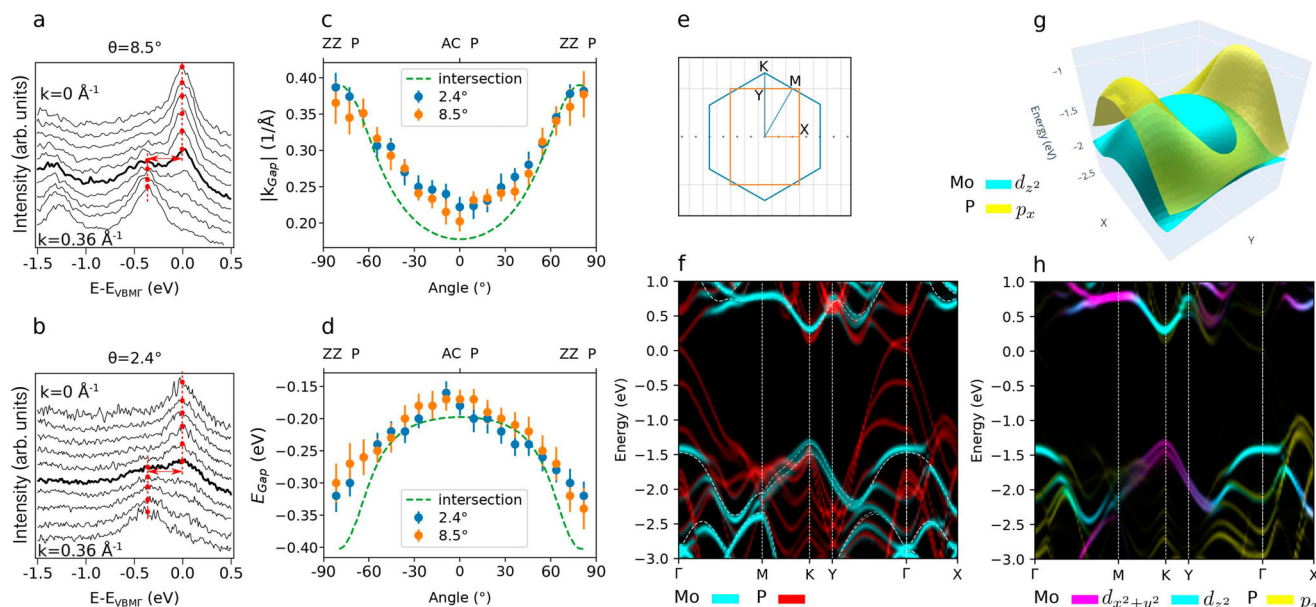 a
θ=8.5°
k=0 Å⁻¹
k=0.36 Å⁻¹
Intensity (arb. units)
-1.5 -1.0 -0.5 0.0 0.5
E-E_VBMΓ (eV)
b
θ=2.4°
k=0 Å⁻¹
k=0.36 Å⁻¹
Intensity (arb. units)
-1.5 -1.0 -0.5 0.0 0.5
E-E_VBMΓ (eV)
c
ZZ P AC P ZZ P
intersection
2.4°
8.5°
|k_Gap| (1/Å)
0.40
0.35
0.30
0.25
0.20
-90 -60 -30 0 30 60 90
Angle (°)
d
ZZ P AC P ZZ P
intersection
2.4°
8.5°
E_Gap (eV)
−0.15
−0.20
−0.25
−0.30
−0.35
−0.40
-90 -60 -30 0 30 60 90
Angle (°)
e
K
M
Y
X
f
Energy (eV)
1.0
0.5
0.0
−0.5
−1.0
−1.5
−2.0
−2.5
−3.0
Γ M K Y Γ X
Mo P
g
Energy (eV)
−1
−1.5
−2
−2.5
X
Y
Mo d_z²
P p_x
h
Energy (eV)
1.0
0.5
0.0
−0.5
−1.0
−1.5
−2.0
−2.5
−3.0
Γ M K Y Γ X
Mo d_x²+y² d_z² P